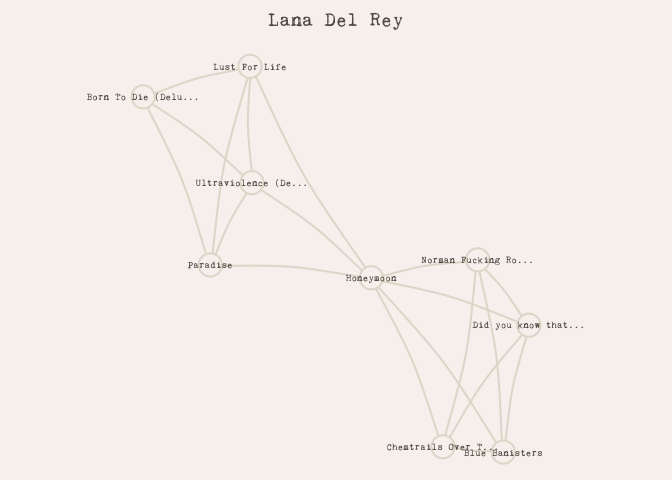 Lana Del Rey
Lust For Life
Born To Die (Delu...
Ultraviolence (De...
Paradise
Norman Fucking Ro...
Honeymoon
Did you know that...
Chemtrails Over T...
Blue Banisters